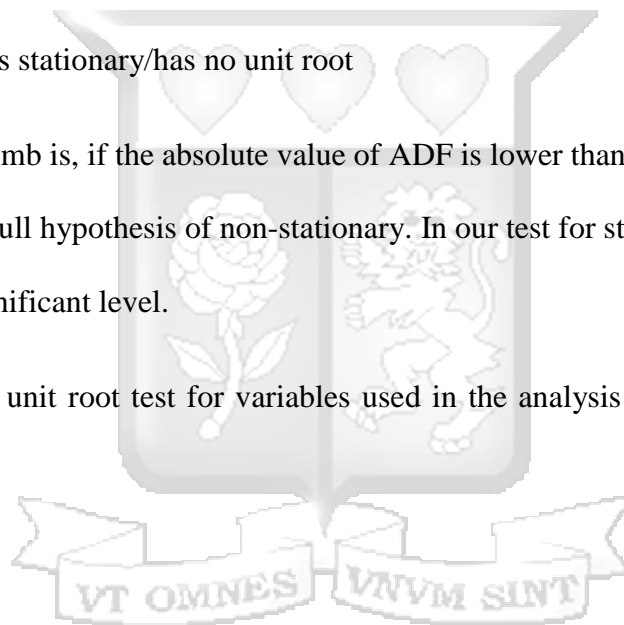 s stationary/has no unit root
mb is, if the absolute value of ADF is lower than
ull hypothesis of non-stationary. In our test for st
nificant level.
unit root test for variables used in the analysis
VT OMNES VNVM SINT